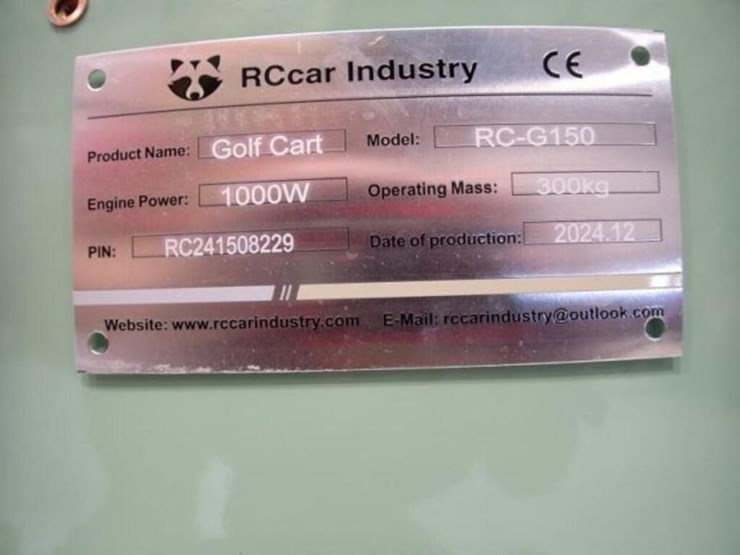 RCcar Industry CE
Product Name: Golf Cart Model: RC-G150
Engine Power: 1000W Operating Mass: 300kg
PIN: RC241508229 Date of production: 2024.12
Website: www.rccarindustry.com E-Mail: rccarindustry@outlook.com